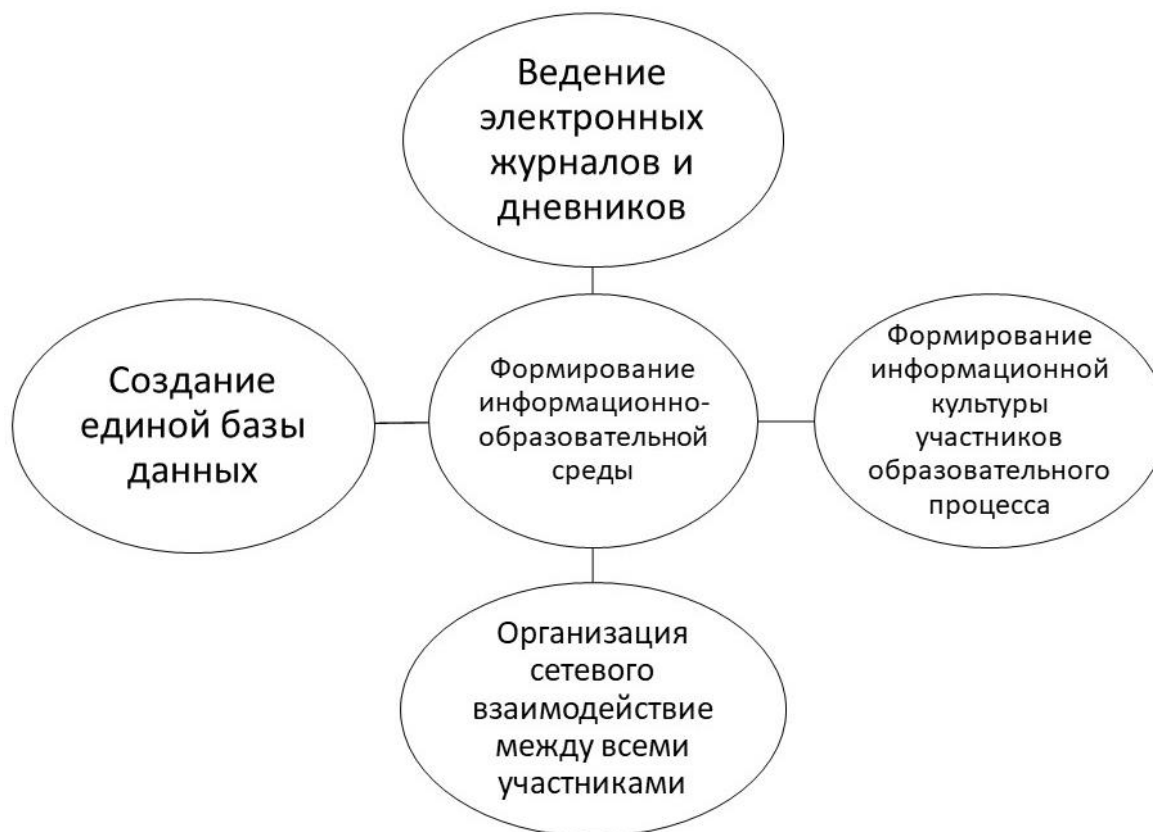 Ведение
электронных
журналов и
дневников
Создание
единой базы
данных
Формирование
информационно-
образовательной
среды
Формирование
информационной
культуры
участников
образовательного
процесса
Организация
сетевого
взаимодействие
между всеми
участниками